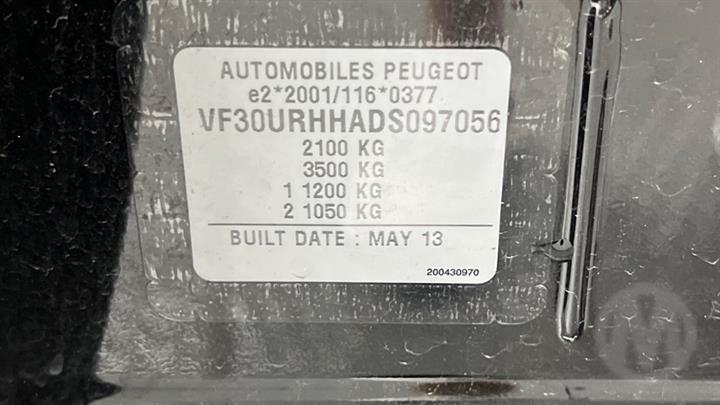 AUTOMOBILES PEUGEOT
e2*2001/116*0377
VF30URHHADS097056
2100 KG
3500 KG
1 1200 KG
2 1050 KG
BUILT DATE : MAY 13
200430970
M